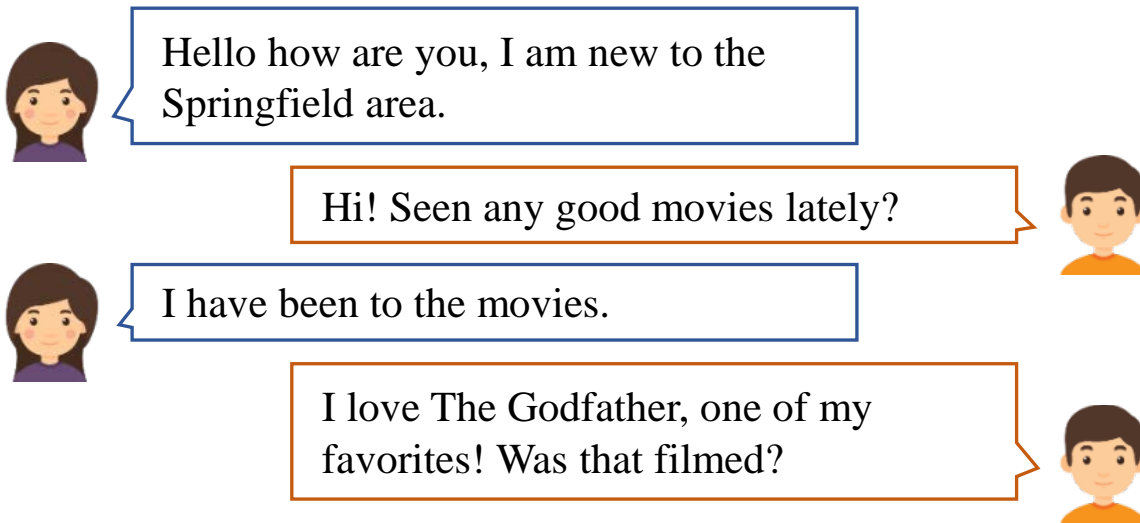 Hello how are you, I am new to the
Springfield area.
Hi! Seen any good movies lately?
I have been to the movies.
I love The Godfather, one of my
favorites! Was that filmed?